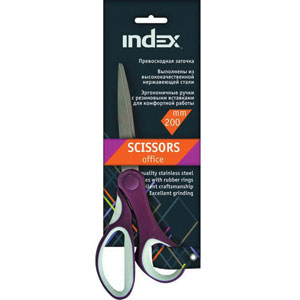 index
Превосходная заточка
Выполнены из
высококачественной
нержавеющей стали
Эргономичные ручки
с резиновыми вставками
для комфортной работы
mm
200
SCISSORS
office
quality stainless steel
with rubber rings
craftsmanship
Excellent grinding